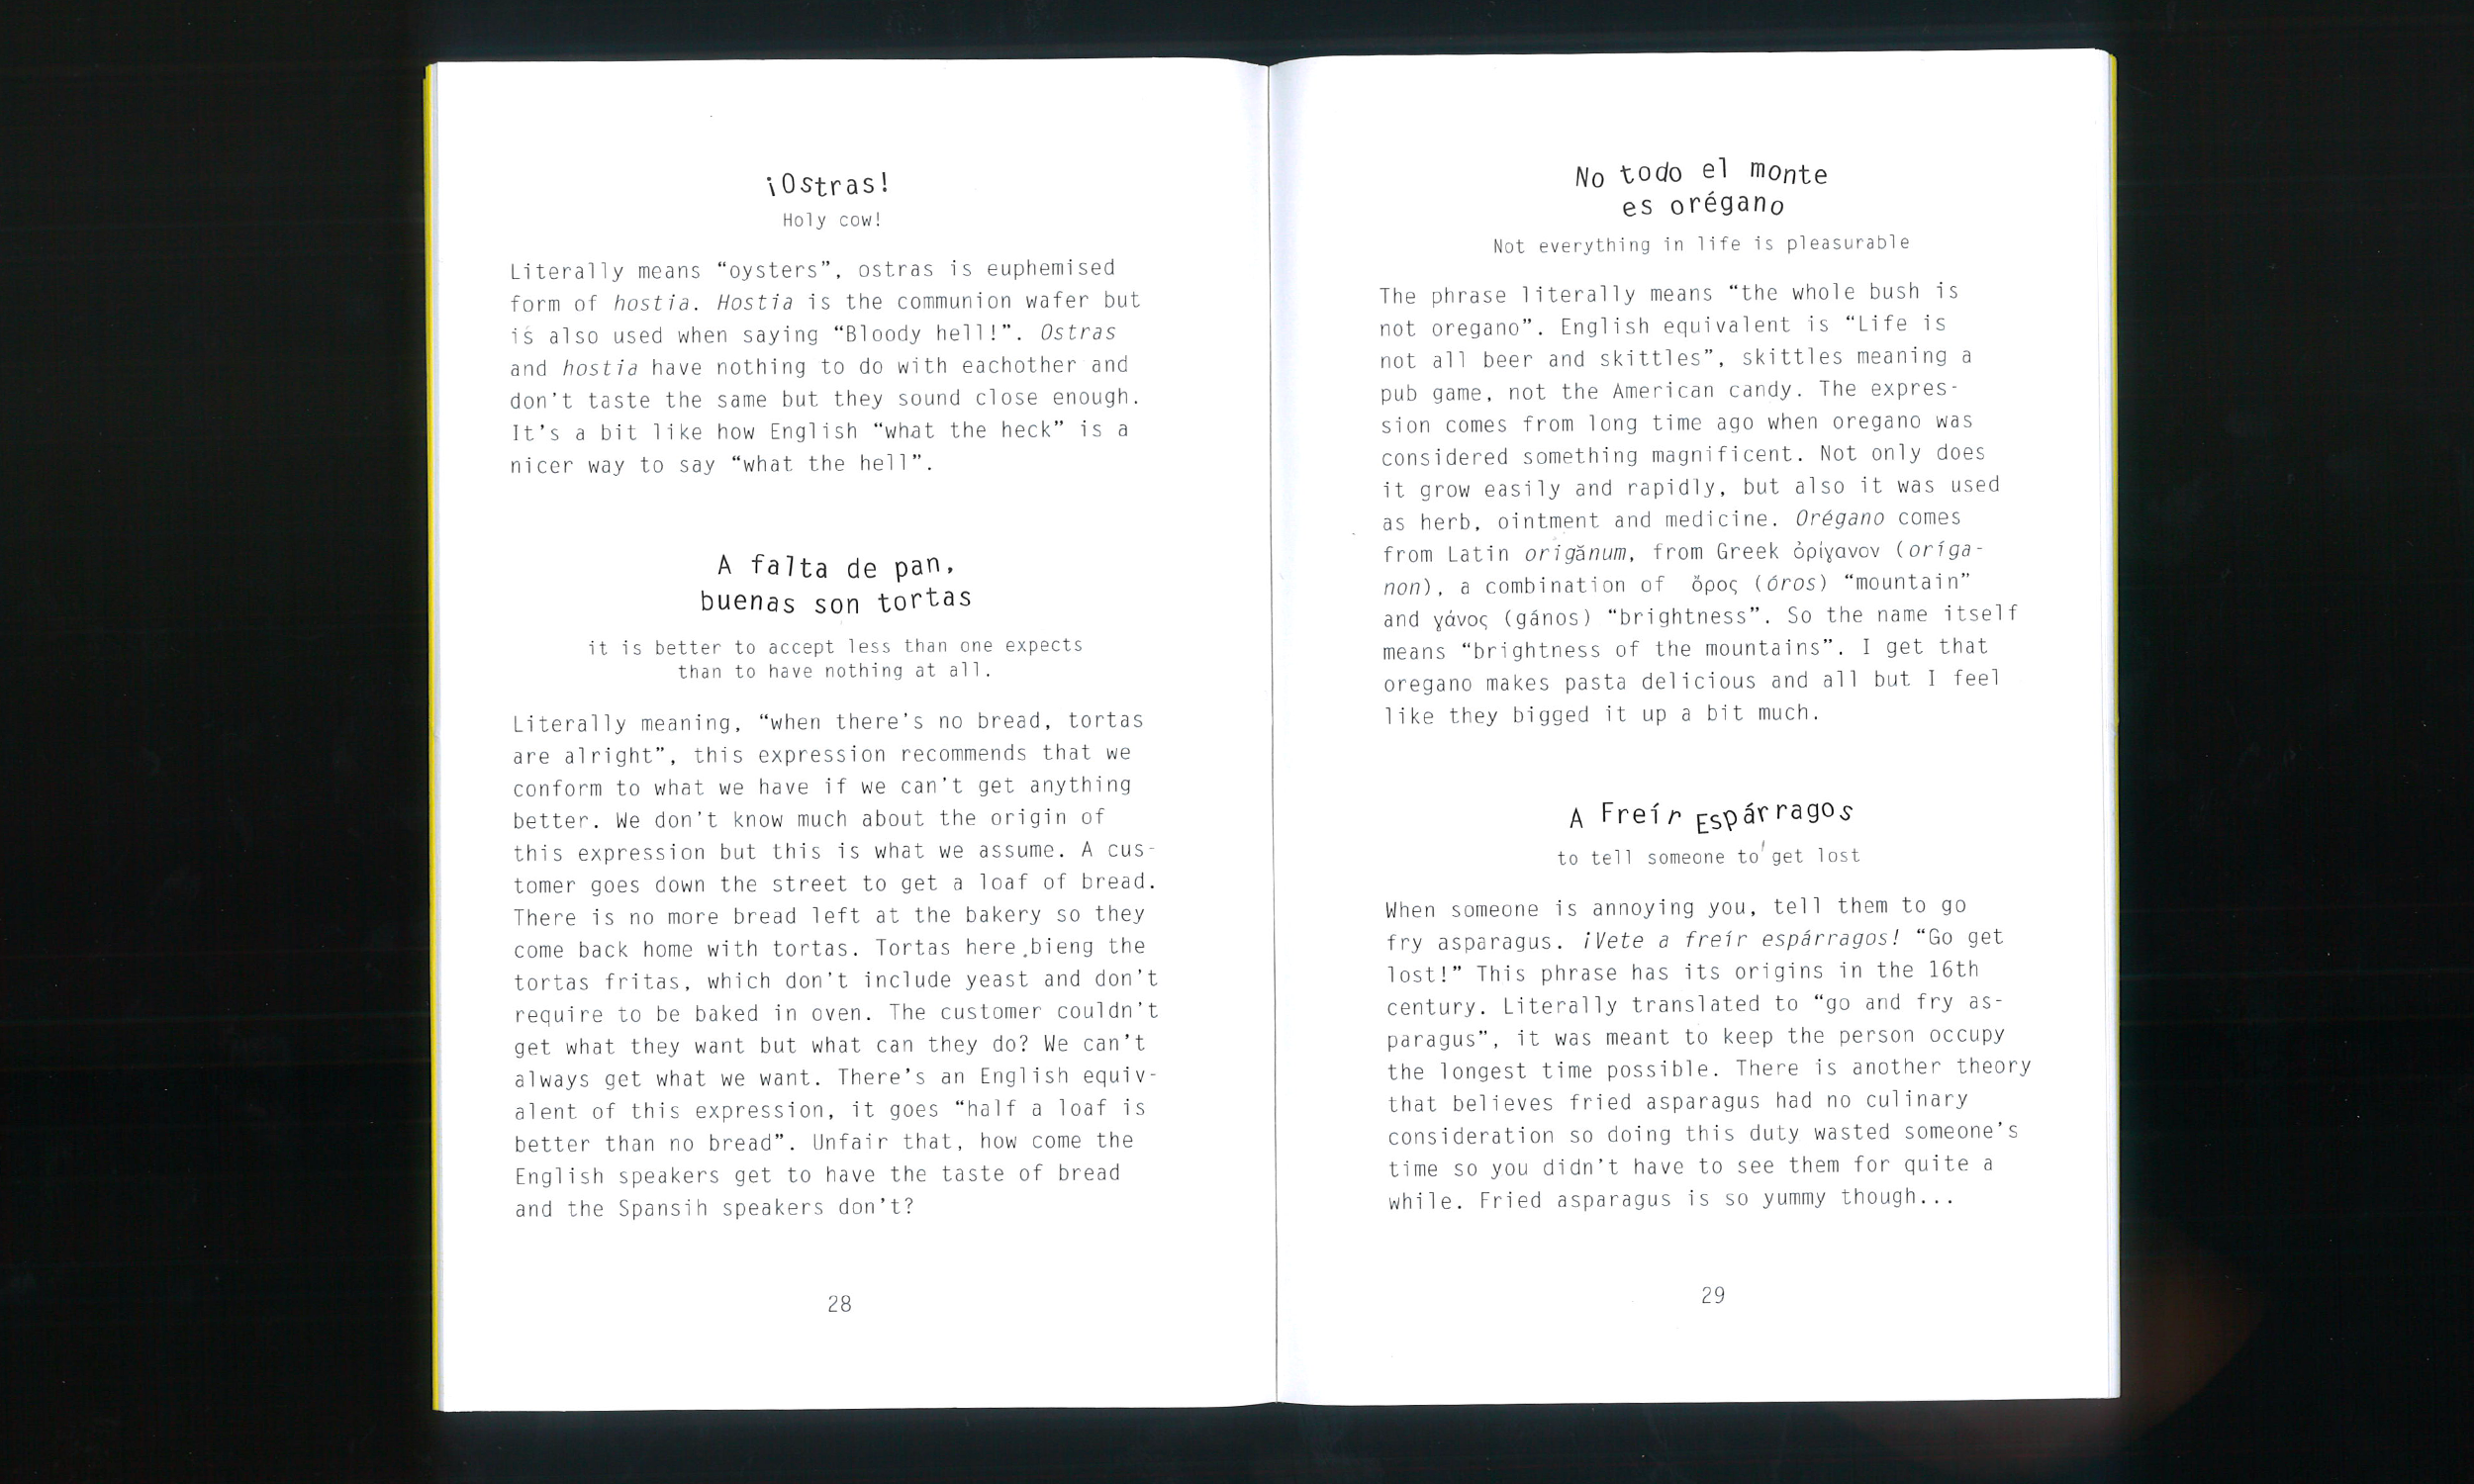 ¡Ostras!
Holy cow!
Literally means “oysters”, ostras is euphemised
form of hostia. Hostia is the communion wafer but
is also used when saying “Bloody hell!”. Ostras
and hostia have nothing to do with eachother and
don’t taste the same but they sound close enough.
It’s a bit like how English “what the heck” is a
nicer way to say “what the hell”.
A falta de pan,
buenas son tortas
it is better to accept less than one expects
than to have nothing at all.
Literally meaning, “when there’s no bread, tortas
are alright”, this expression recommends that we
conform to what we have if we can’t get anything
better. We don’t know much about the origin of
this expression but this is what we assume. A cus-
tomer goes down the street to get a loaf of bread.
There is no more bread left at the bakery so they
come back home with tortas. Tortas here bieng the
tortas fritas, which don’t include yeast and don’t
require to be baked in oven. The customer couldn’t
get what they want but what can they do? We can’t
always get what we want. There’s an English equiv-
alent of this expression, it goes “half a loaf is
better than no bread”. Unfair that, how come the
English speakers get to have the taste of bread
and the Spansih speakers don’t?
28
No todo el monte
es orégano
Not everything in life is pleasurable
The phrase literally means “the whole bush is
not oregano”. English equivalent is “Life is
not all beer and skittles”, skittles meaning a
pub game, not the American candy. The expres-
sion comes from long time ago when oregano was
considered something magnificent. Not only does
it grow easily and rapidly, but also it was used
as herb, ointment and medicine. Orégano comes
from Latin origănum, from Greek ὀρίγανον (oríga-
non), a combination of ὄρος (óros) “mountain”
and γάνος (gános) “brightness”. So the name itself
means “brightness of the mountains”. I get that
oregano makes pasta delicious and all but I feel
like they bigged it up a bit much.
A Freír Espárragos
to tell someone to get lost
When someone is annoying you, tell them to go
fry asparagus. ¡Vete a freír espárragos! “Go get
lost!” This phrase has its origins in the 16th
century. Literally translated to “go and fry as-
paragus”, it was meant to keep the person occupy
the longest time possible. There is another theory
that believes fried asparagus had no culinary
consideration so doing this duty wasted someone’s
time so you didn’t have to see them for quite a
while. Fried asparagus is so yummy though...
29